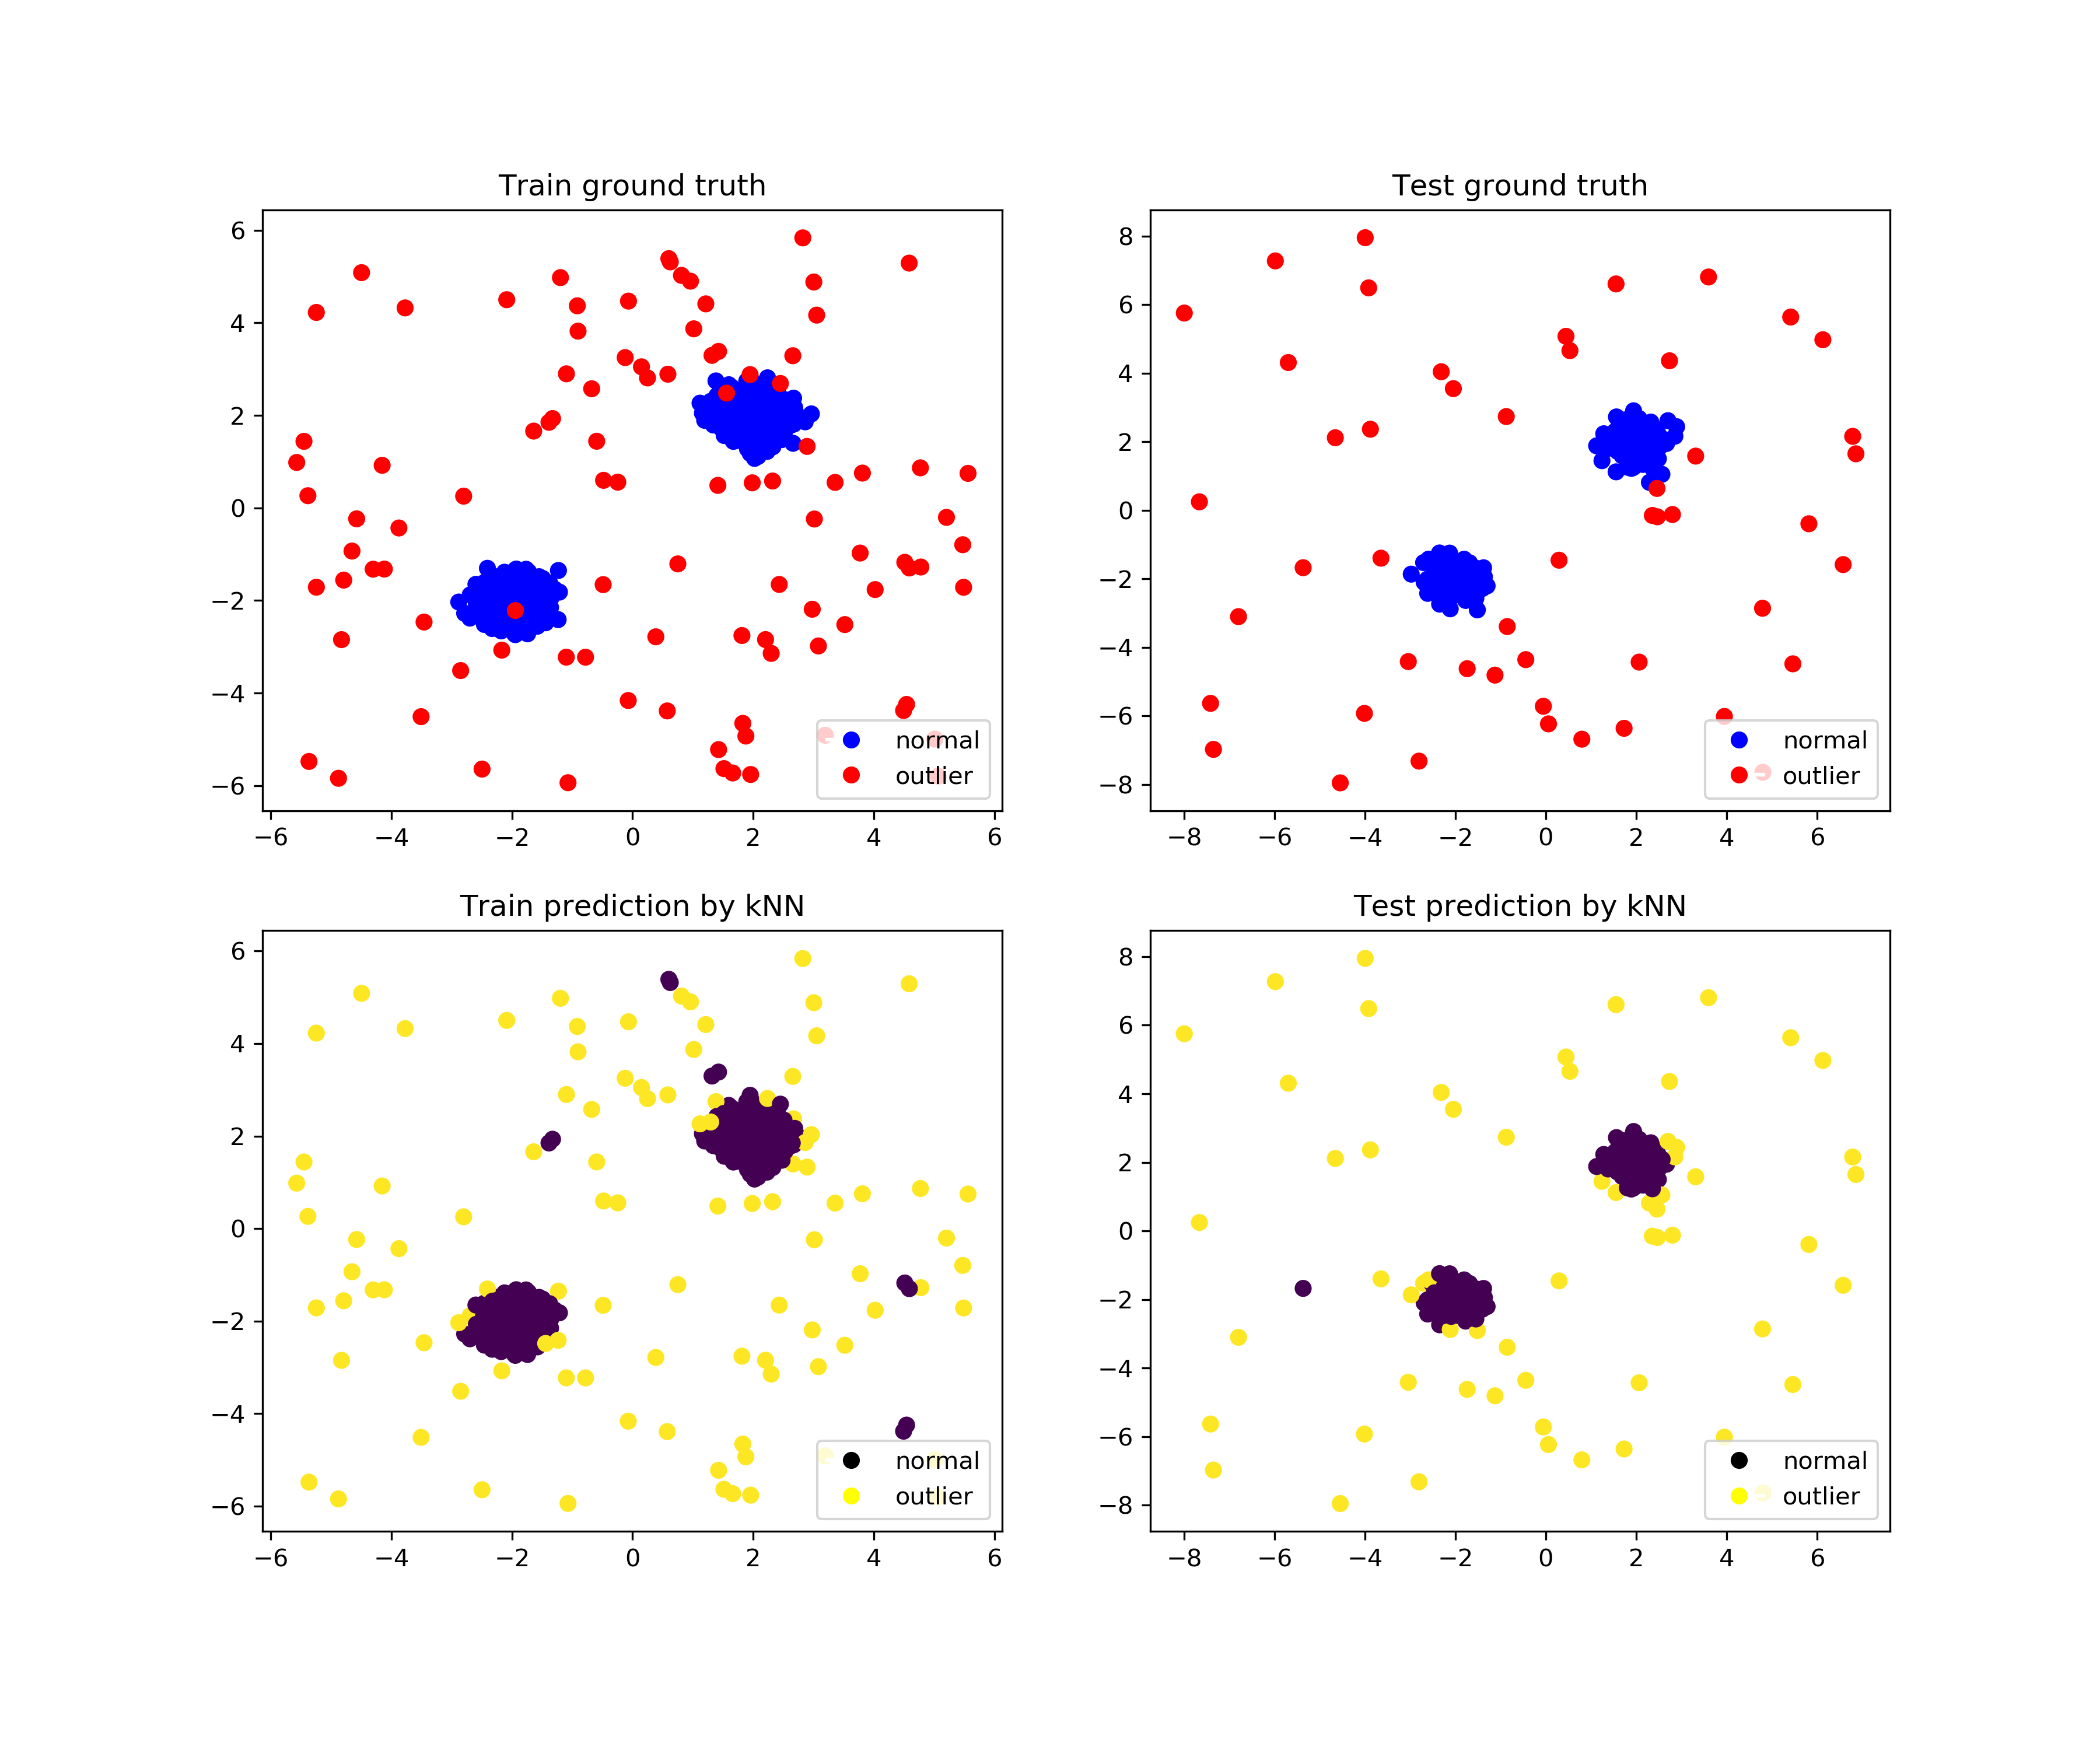 Train ground truth
6
4
2
0
−2
−4
−6
−6 −4 −2 0 2 4 6
normal
outlier
Test ground truth
8
6
4
2
0
−2
−4
−6
−8
−8 −6 −4 −2 0 2 4 6
normal
outlier
Train prediction by kNN
6
4
2
0
−2
−4
−6
−6 −4 −2 0 2 4 6
normal
outlier
Test prediction by kNN
8
6
4
2
0
−2
−4
−6
−8
−8 −6 −4 −2 0 2 4 6
normal
outlier